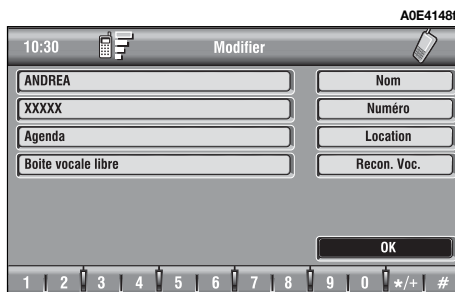 A0E4148f
10:30 Modifier
ANDREA Nom
XXXXX Numéro
Agenda Location
Boite vocale libre Recon. Voc.
OK
1 2 3 4 5 6 7 8 9 0 */+ #